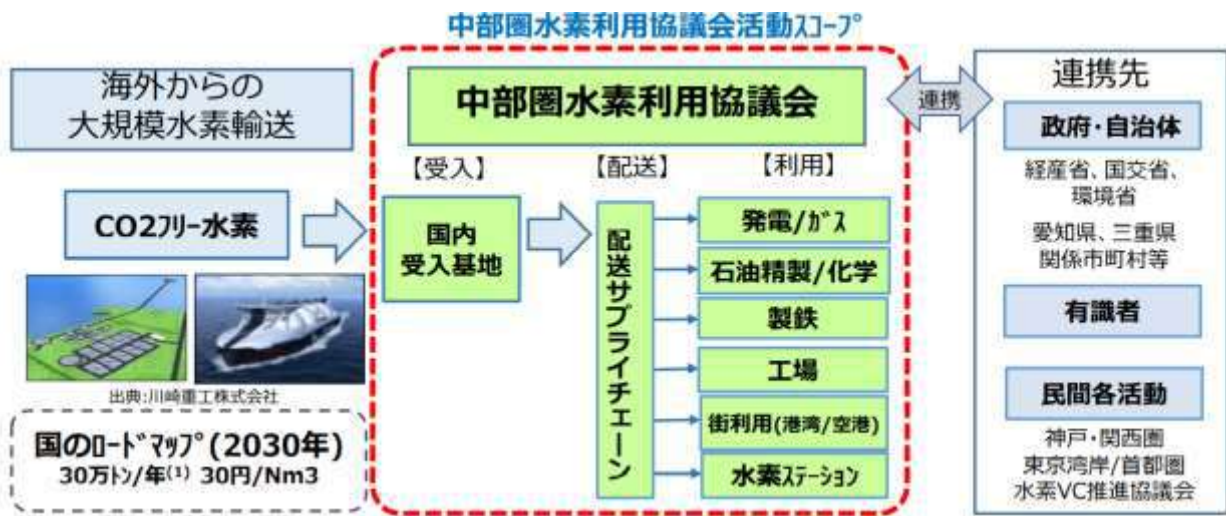 中部圏水素利用協議会活動ｽｺｰﾌﾟ
海外からの
大規模水素輸送
CO2ﾌﾘｰ水素
出典:川崎重工株式会社
国のﾛｰﾄﾞﾏｯﾌﾟ(2030年)
30万ﾄﾝ/年⁽¹⁾ 30円/Nm3
中部圏水素利用協議会
【受入】
【配送】
【利用】
国内
受入基地
配送サプライチェーン
発電/ｶﾞｽ
石油精製/化学
製鉄
工場
街利用(港湾/空港)
水素ｽﾃｰｼｮﾝ
連携
連携先
政府・自治体
経産省、国交省、
環境省
愛知県、三重県
関係市町村等
有識者
民間各活動
神戸・関西圏
東京湾岸/首都圏
水素VC推進協議会